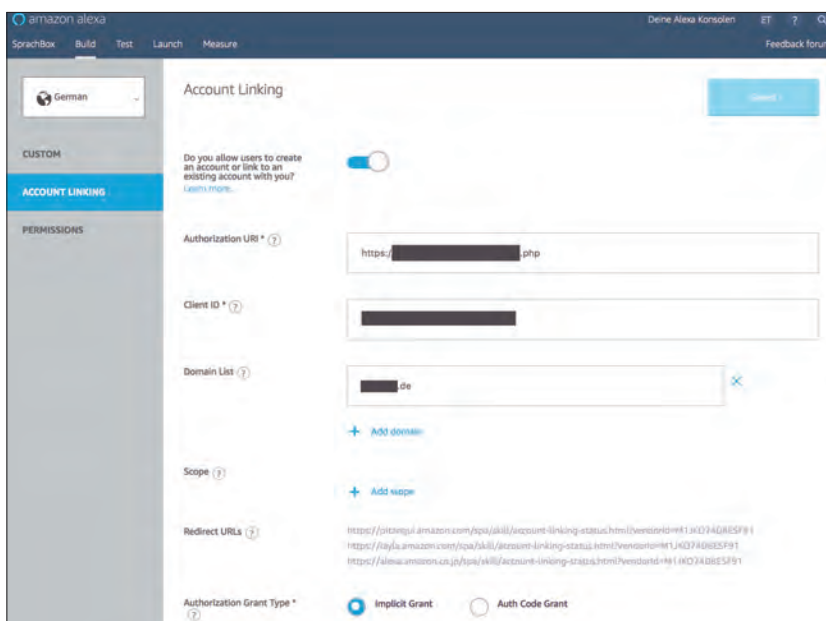 amazon alexa
Deine Alexa Konsolen ET ?
SprachBox Build Test Launch Measure
Feedback forum
German
Account Linking
CUSTOM
Do you allow users to create
an account or link to an
existing account with you?
Learn more.
ACCOUNT LINKING
PERMISSIONS
Authorization URI * ?
https:/ .php
Client ID * ?
Domain List ?
.de
+ Add domain
Scope ?
+ Add scope
Redirect URLs ?
Authorization Grant Type *
?
Implicit Grant Auth Code Grant